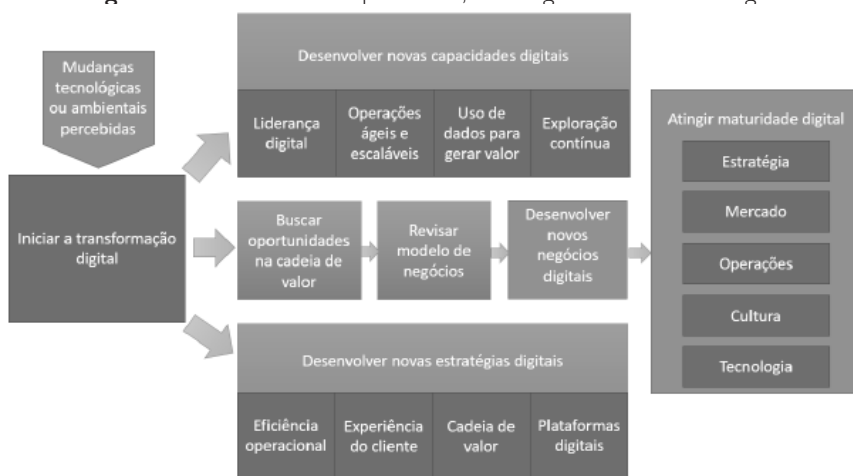 Mudanças
tecnológicas
ou ambientais
percebidas
Iniciar a transformação
digital
Desenvolver novas capacidades digitais
Liderança
digital
Operações
ágeis e
escaláveis
Uso de
dados para
gerar valor
Exploração
contínua
Buscar
oportunidades
na cadeia de
valor
Revisar
modelo de
negócios
Desenvolver
novos
negócios
digitais
Desenvolver novas estratégias digitais
Eficiência
operacional
Experiência
do cliente
Cadeia de
valor
Plataformas
digitais
Atingir maturidade digital
Estratégia
Mercado
Operações
Cultura
Tecnologia